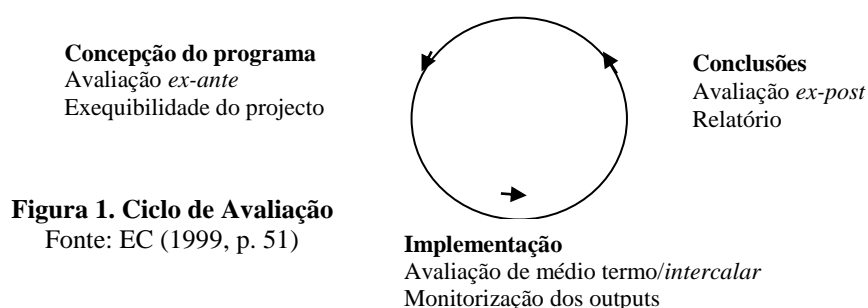 Concepção do programa
Avaliação ex-ante
Exequibilidade do projecto
Conclusões
Avaliação ex-post
Relatório
Figura 1. Ciclo de Avaliação
Fonte: EC (1999, p. 51)
Implementação
Avaliação de médio termo/intercalar
Monitorização dos outputs